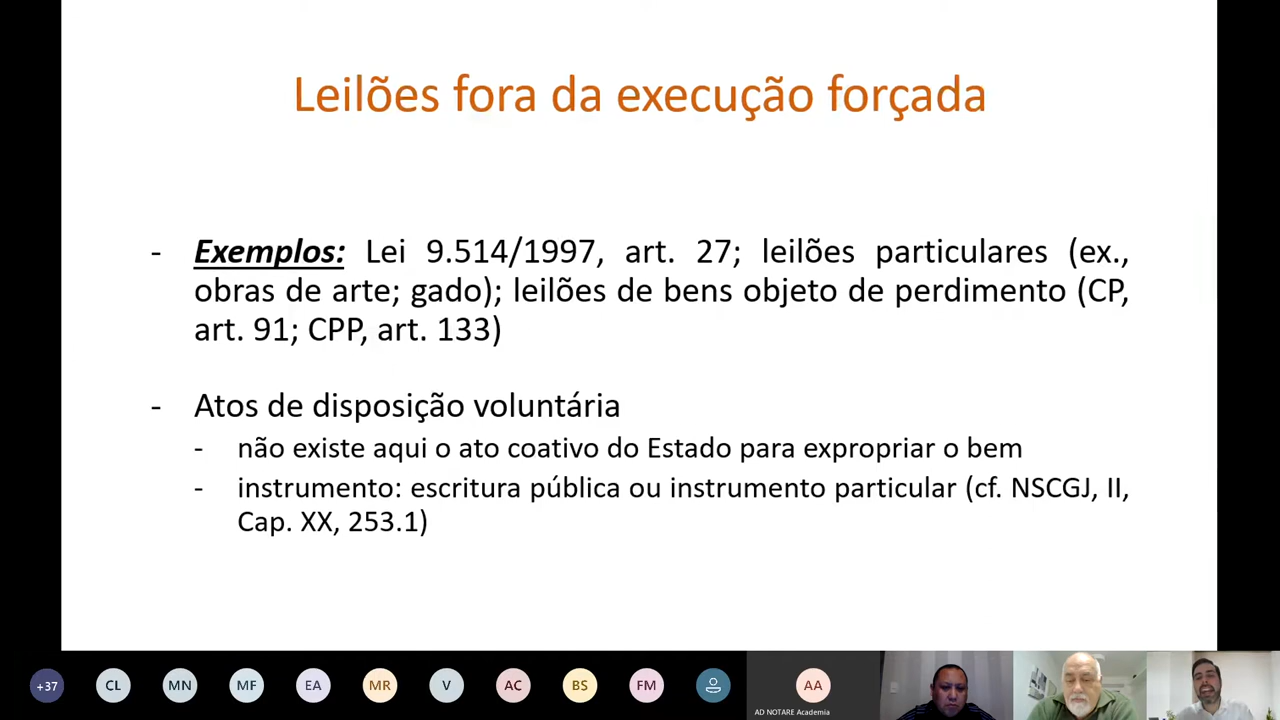 Leilões fora da execução forçada
- Exemplos: Lei 9.514/1997, art. 27; leilões particulares (ex.,
obras de arte; gado); leilões de bens objeto de perdimento (CP,
art. 91; CPP, art. 133)
- Atos de disposição voluntária
- não existe aqui o ato coativo do Estado para expropriar o bem
- instrumento: escritura pública ou instrumento particular (cf. NSCGJ, II,
Cap. XX, 253.1)
+37 CL MN MF EA MR V AC BS FM AA
AD NOTARE Academia